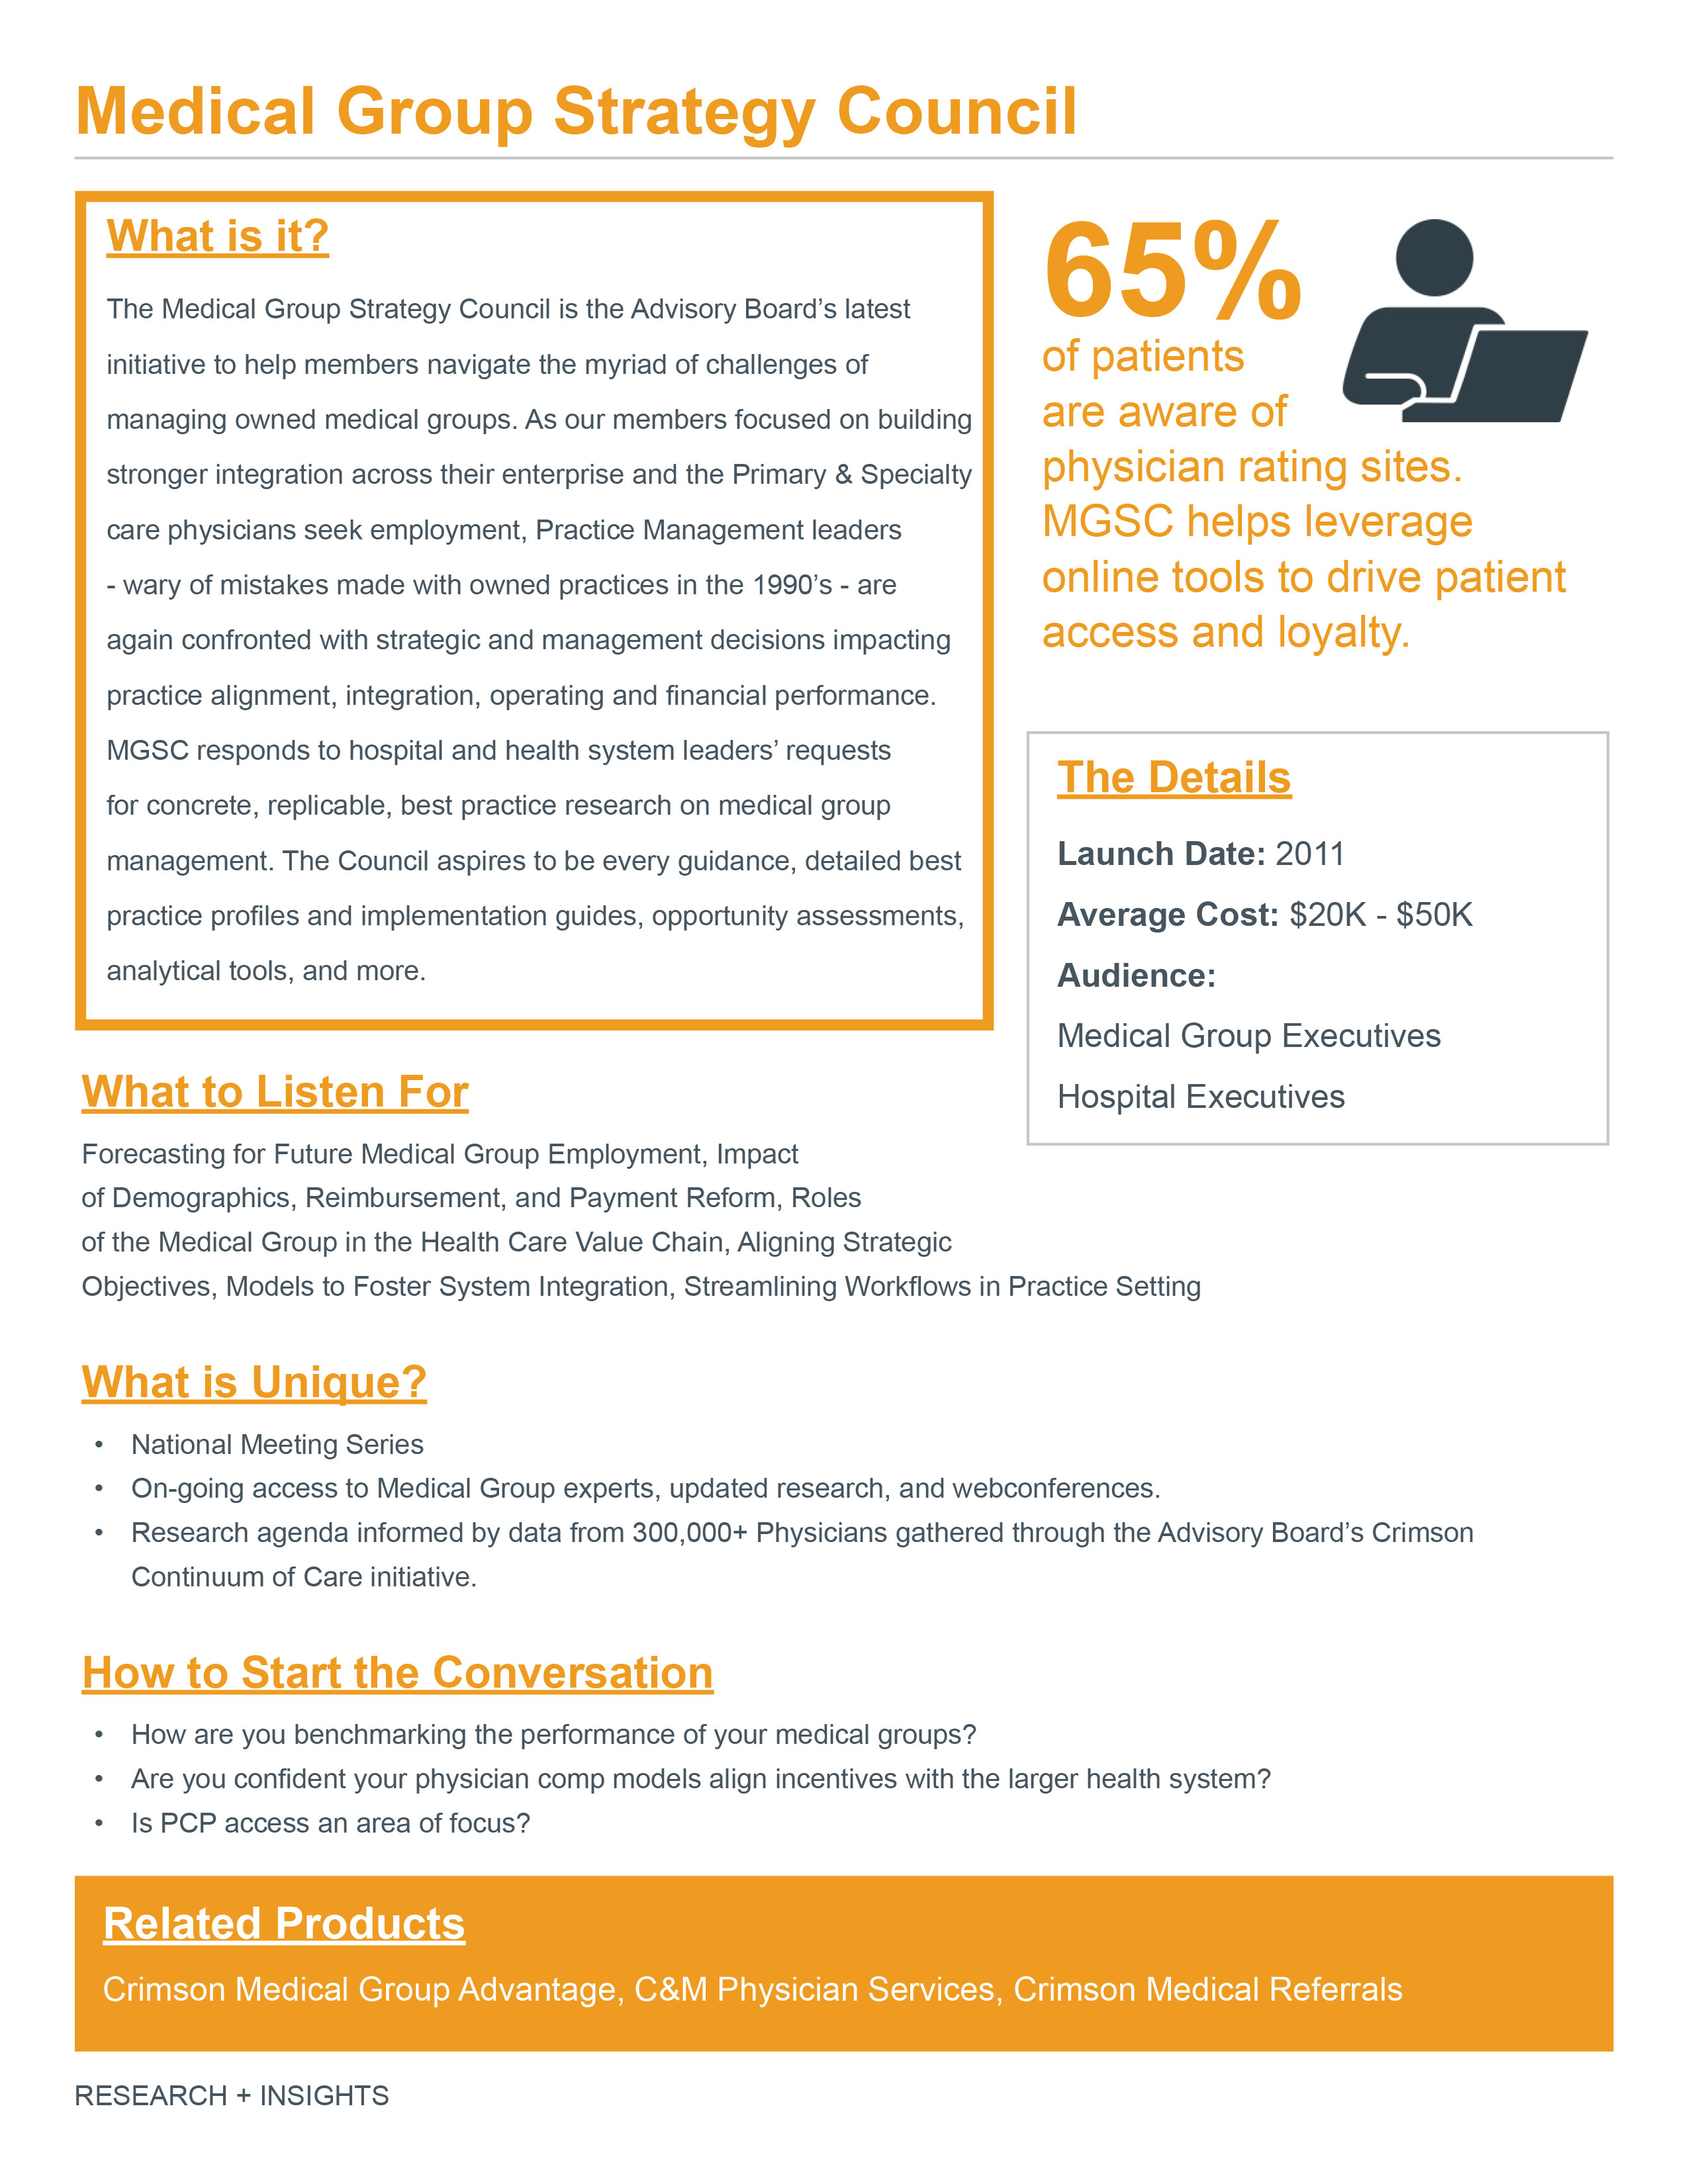 Medical Group Strategy Council
What is it?
The Medical Group Strategy Council is the Advisory Board’s latest
initiative to help members navigate the myriad of challenges of
managing owned medical groups. As our members focused on building
stronger integration across their enterprise and the Primary & Specialty
care physicians seek employment, Practice Management leaders
- wary of mistakes made with owned practices in the 1990’s - are
again confronted with strategic and management decisions impacting
practice alignment, integration, operating and financial performance.
MGSC responds to hospital and health system leaders’ requests
for concrete, replicable, best practice research on medical group
management. The Council aspires to be every guidance, detailed best
practice profiles and implementation guides, opportunity assessments,
analytical tools, and more.
65%
of patients
are aware of
physician rating sites.
MGSC helps leverage
online tools to drive patient
access and loyalty.
The Details
Launch Date: 2011
Average Cost: $20K - $50K
Audience:
Medical Group Executives
Hospital Executives
What to Listen For
Forecasting for Future Medical Group Employment, Impact
of Demographics, Reimbursement, and Payment Reform, Roles
of the Medical Group in the Health Care Value Chain, Aligning Strategic
Objectives, Models to Foster System Integration, Streamlining Workflows in Practice Setting
What is Unique?
• National Meeting Series
• On-going access to Medical Group experts, updated research, and webconferences.
• Research agenda informed by data from 300,000+ Physicians gathered through the Advisory Board’s Crimson
Continuum of Care initiative.
How to Start the Conversation
• How are you benchmarking the performance of your medical groups?
• Are you confident your physician comp models align incentives with the larger health system?
• Is PCP access an area of focus?
Related Products
Crimson Medical Group Advantage, C&M Physician Services, Crimson Medical Referrals
RESEARCH + INSIGHTS